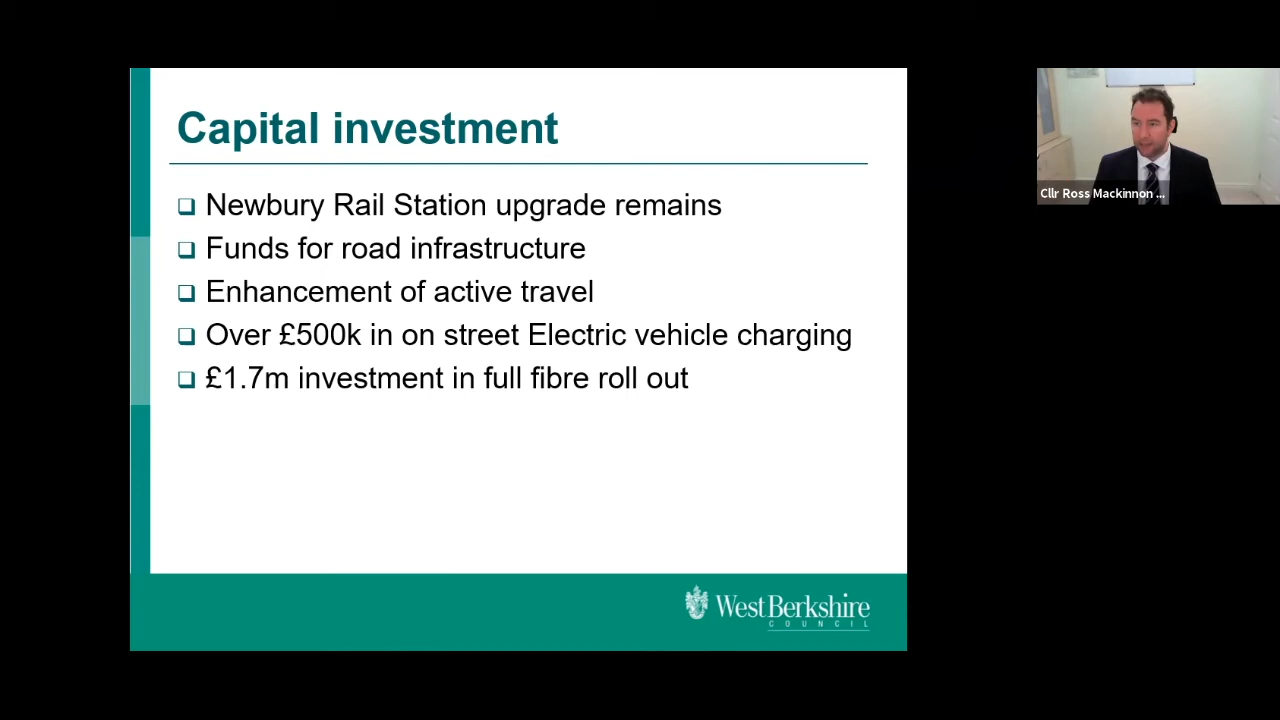 Capital investment
Newbury Rail Station upgrade remains
Funds for road infrastructure
Enhancement of active travel
Over £500k in on street Electric vehicle charging
£1.7m investment in full fibre roll out
West Berkshire
COUNCIL
Cllr Ross Mackinnon ...